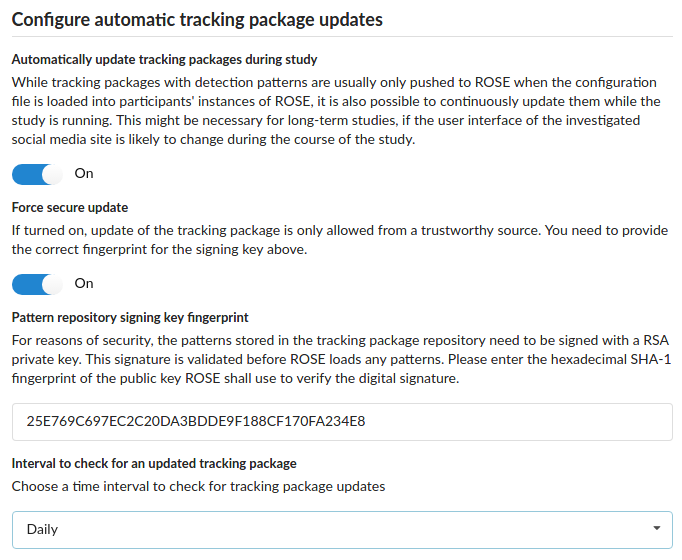 Configure automatic tracking package updates
Automatically update tracking packages during study
While tracking packages with detection patterns are usually only pushed to ROSE when the configuration
file is loaded into participants' instances of ROSE, it is also possible to continuously update them while the
study is running. This might be necessary for long-term studies, if the user interface of the investigated
social media site is likely to change during the course of the study.
On
Force secure update
If turned on, update of the tracking package is only allowed from a trustworthy source. You need to provide
the correct fingerprint for the signing key above.
On
Pattern repository signing key fingerprint
For reasons of security, the patterns stored in the tracking package repository need to be signed with a RSA
private key. This signature is validated before ROSE loads any patterns. Please enter the hexadecimal SHA-1
fingerprint of the public key ROSE shall use to verify the digital signature.
25E769C697EC2C20DA3BDDE9F188CF170FA234E8
Interval to check for an updated tracking package
Choose a time interval to check for tracking package updates
Daily